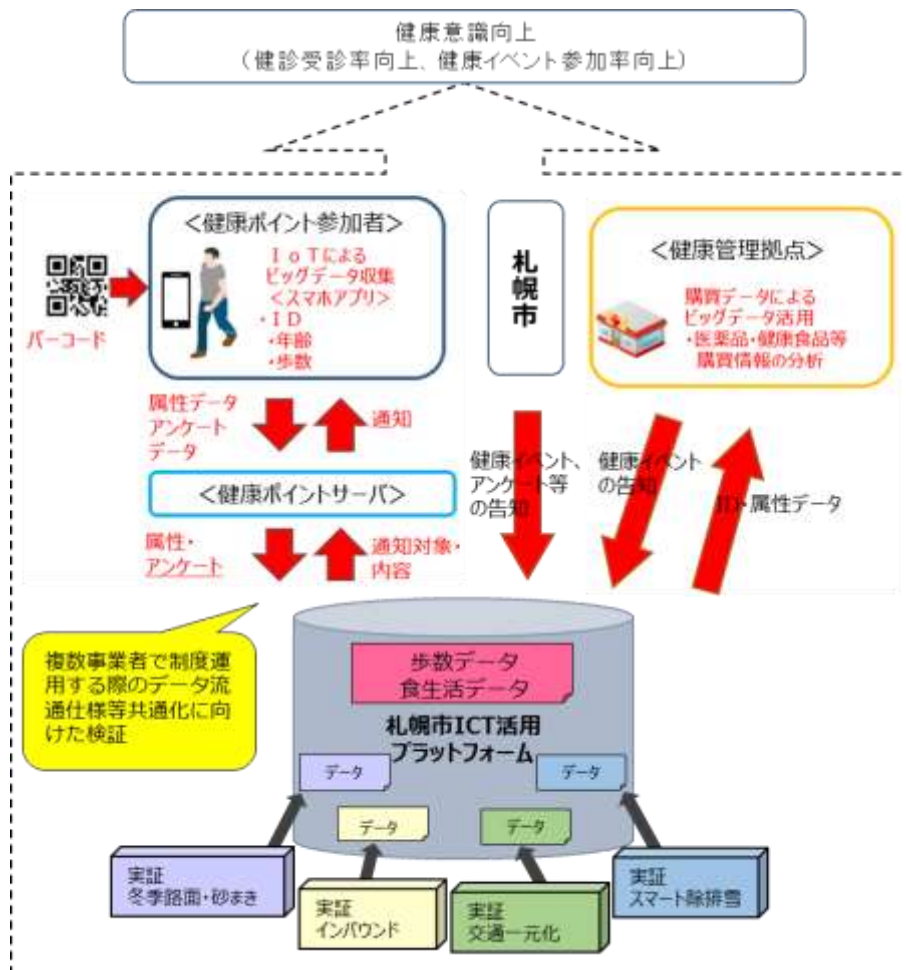 健康意識向上
（健診受診率向上、健康イベント参加率向上）
＜健康ポイント参加者＞
ＩｏＴによる
ビッグデータ収集
＜スマホアプリ＞
・ＩＤ
・年齢
・歩数
バーコード
札幌市
＜健康管理拠点＞
購買データによる
ビッグデータ活用
・医薬品・健康食品等
購買情報の分析
属性データ
アンケート
データ
通知
＜健康ポイントサーバ＞
属性・
アンケート
通知対象・
内容
健康イベント、
アンケート等
の告知
健康イベント
の告知
属性データ
複数事業者で制度運
用する際のデータ流
通仕様等共通化に向
けた検証
歩数データ
食生活データ
札幌市ICT活用
プラットフォーム
データ
データ
データ
データ
実証
冬季路面・砂まき
実証
インバウンド
実証
交通一元化
実証
スマート除排雪